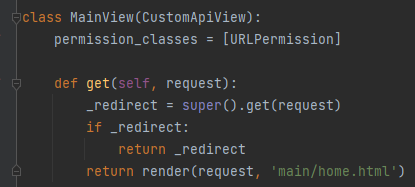 class MainView(CustomApiView):
    permission_classes = [URLPermission]
    def get(self, request):
        _redirect = super().get(request)
        if _redirect:
            return _redirect
        return render(request, 'main/home.html')